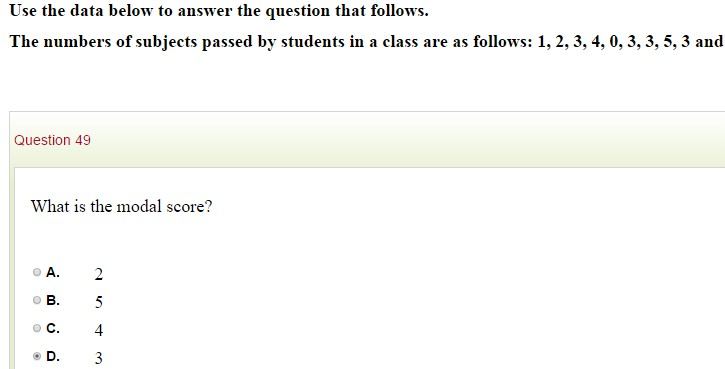 Use the data below to answer the question that follows.
The numbers of subjects passed by students in a class are as follows: 1, 2, 3, 4, 0, 3, 3, 5, 3 and
Question 49
What is the modal score?
A. 2
B. 5
C. 4
D. 3